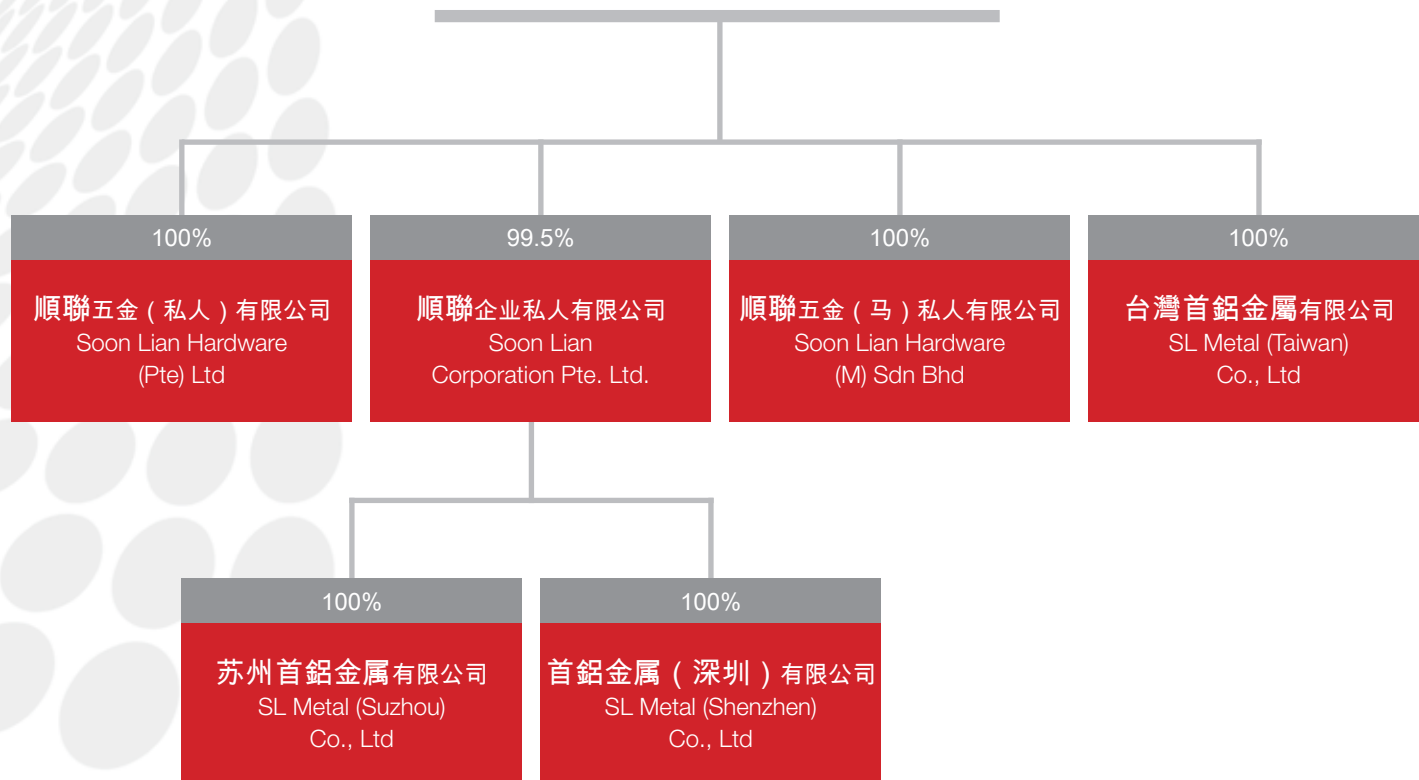 100%
順聯五金（私人）有限公司
Soon Lian Hardware
(Pte) Ltd
99.5%
順聯企业私人有限公司
Soon Lian
Corporation Pte. Ltd.
100%
順聯五金（马）私人有限公司
Soon Lian Hardware
(M) Sdn Bhd
100%
台灣首鋁金屬有限公司
SL Metal (Taiwan)
Co., Ltd
100%
苏州首鋁金属有限公司
SL Metal (Suzhou)
Co., Ltd
100%
首鋁金属（深圳）有限公司
SL Metal (Shenzhen)
Co., Ltd